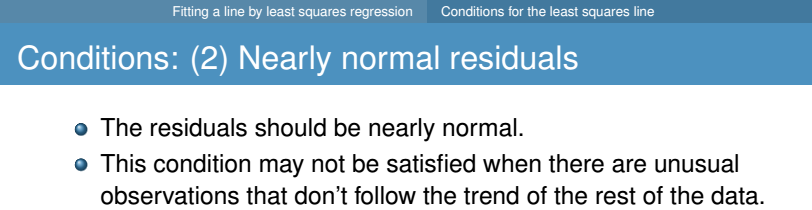 Fitting a line by least squares regression Conditions for the least squares line
Conditions: (2) Nearly normal residuals
The residuals should be nearly normal.
This condition may not be satisfied when there are unusual
observations that don't follow the trend of the rest of the data.